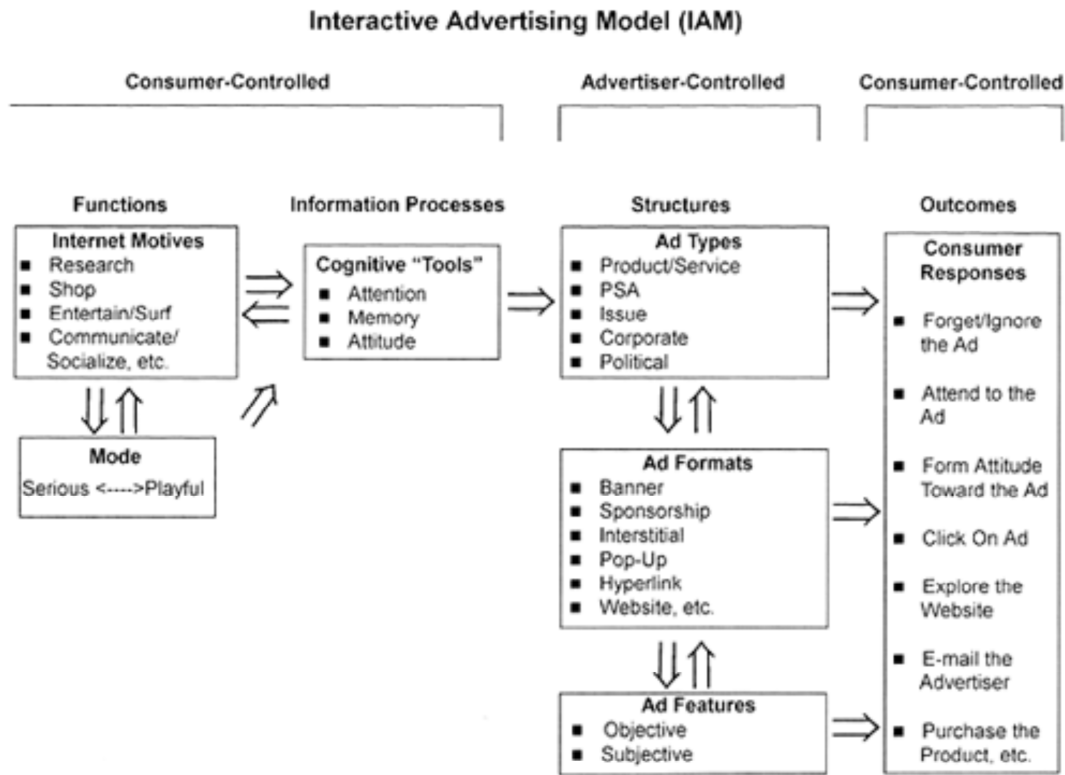 Interactive Advertising Model (IAM)
Consumer-Controlled
Advertiser-Controlled
Consumer-Controlled
Functions
Information Processes
Structures
Outcomes
Internet Motives
■ Research
■ Shop
■ Entertain/Surf
■ Communicate/
Socialize, etc.
Mode
Serious <---->Playful
Cognitive “Tools”
■ Attention
■ Memory
■ Attitude
Ad Types
■ Product/Service
■ PSA
■ Issue
■ Corporate
■ Political
Ad Formats
■ Banner
■ Sponsorship
■ Interstitial
■ Pop-Up
■ Hyperlink
■ Website, etc.
Ad Features
■ Objective
■ Subjective
Consumer
Responses
■ Forget/Ignore
the Ad
■ Attend to the
Ad
■ Form Attitude
Toward the Ad
■ Click On Ad
■ Explore the
Website
■ E-mail the
Advertiser
■ Purchase the
Product, etc.